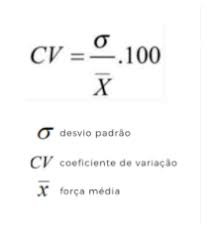 CV = σ / X̅ .100
σ desvio padrão
CV coeficiente de variação
x̅ força média